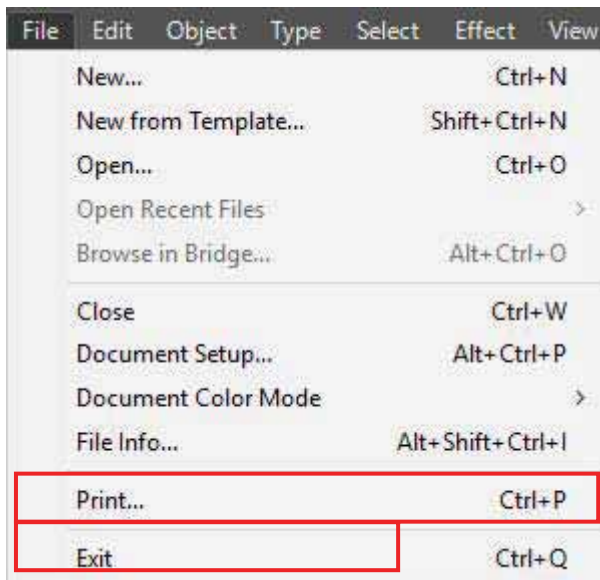 File Edit Object Type Select Effect View
New... Ctrl+N
New from Template... Shift+Ctrl+N
Open... Ctrl+O
Open Recent Files >
Browse in Bridge... Alt+Ctrl+O
Close Ctrl+W
Document Setup... Alt+Ctrl+P
Document Color Mode >
File Info... Alt+Shift+Ctrl+I
Print... Ctrl+P
Exit Ctrl+Q